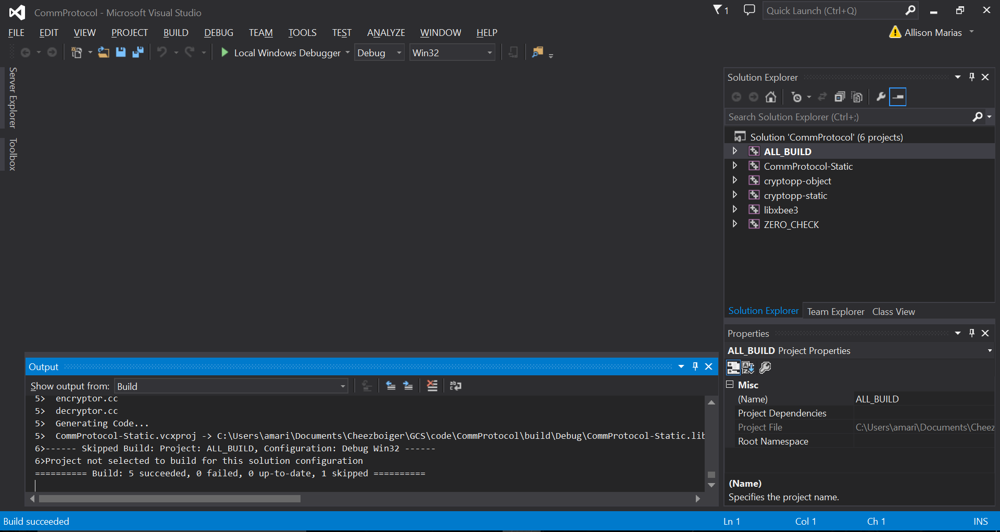 CommProtocol - Microsoft Visual Studio
1
Quick Launch (Ctrl+Q)
FILE EDIT VIEW PROJECT BUILD DEBUG TEAM TOOLS TEST ANALYZE WINDOW HELP
Allison Marias
Local Windows Debugger
Debug
Win32
Server Explorer
Toolbox
Solution Explorer
Search Solution Explorer (Ctrl+;)
Solution 'CommProtocol' (6 projects)
ALL_BUILD
CommProtocol-Static
cryptopp-object
cryptopp-static
libxbee3
ZERO_CHECK
Solution Explorer Team Explorer Class View
Properties
ALL_BUILD Project Properties
Misc
(Name) ALL_BUILD
Project Dependencies
Project File C:\Users\amari\Documents\Cheez
Root Namespace
(Name)
Specifies the project name.
Output
Show output from: Build
5> encryptor.cc
5> decryptor.cc
5> Generating Code...
5> CommProtocol-Static.vcxproj -> C:\Users\amari\Documents\Cheezboiger\GCS\code\CommProtocol\build\Debug\CommProtocol-Static.lib
6>------ Skipped Build: Project: ALL_BUILD, Configuration: Debug Win32 ------
6>Project not selected to build for this solution configuration
========== Build: 5 succeeded, 0 failed, 0 up-to-date, 1 skipped ==========
Build succeeded
Ln 1 Col 1 Ch 1 INS